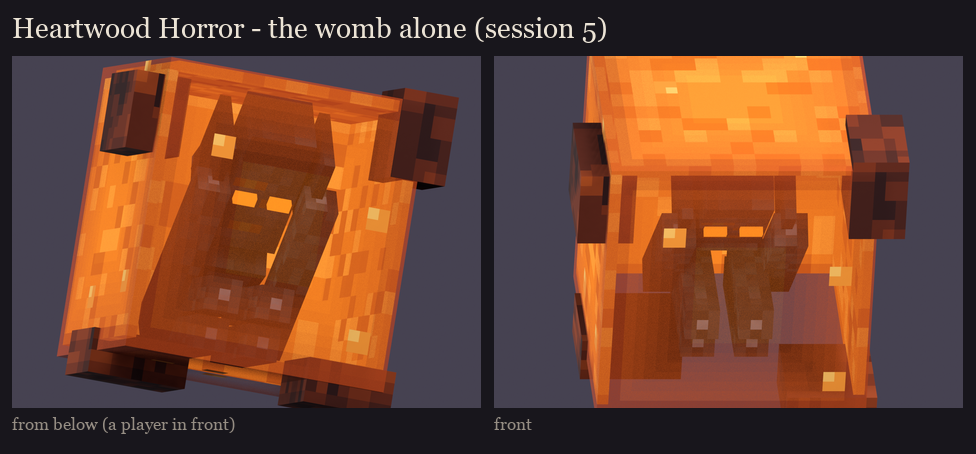 Heartwood Horror - the womb alone (session 5)
from below (a player in front)
front